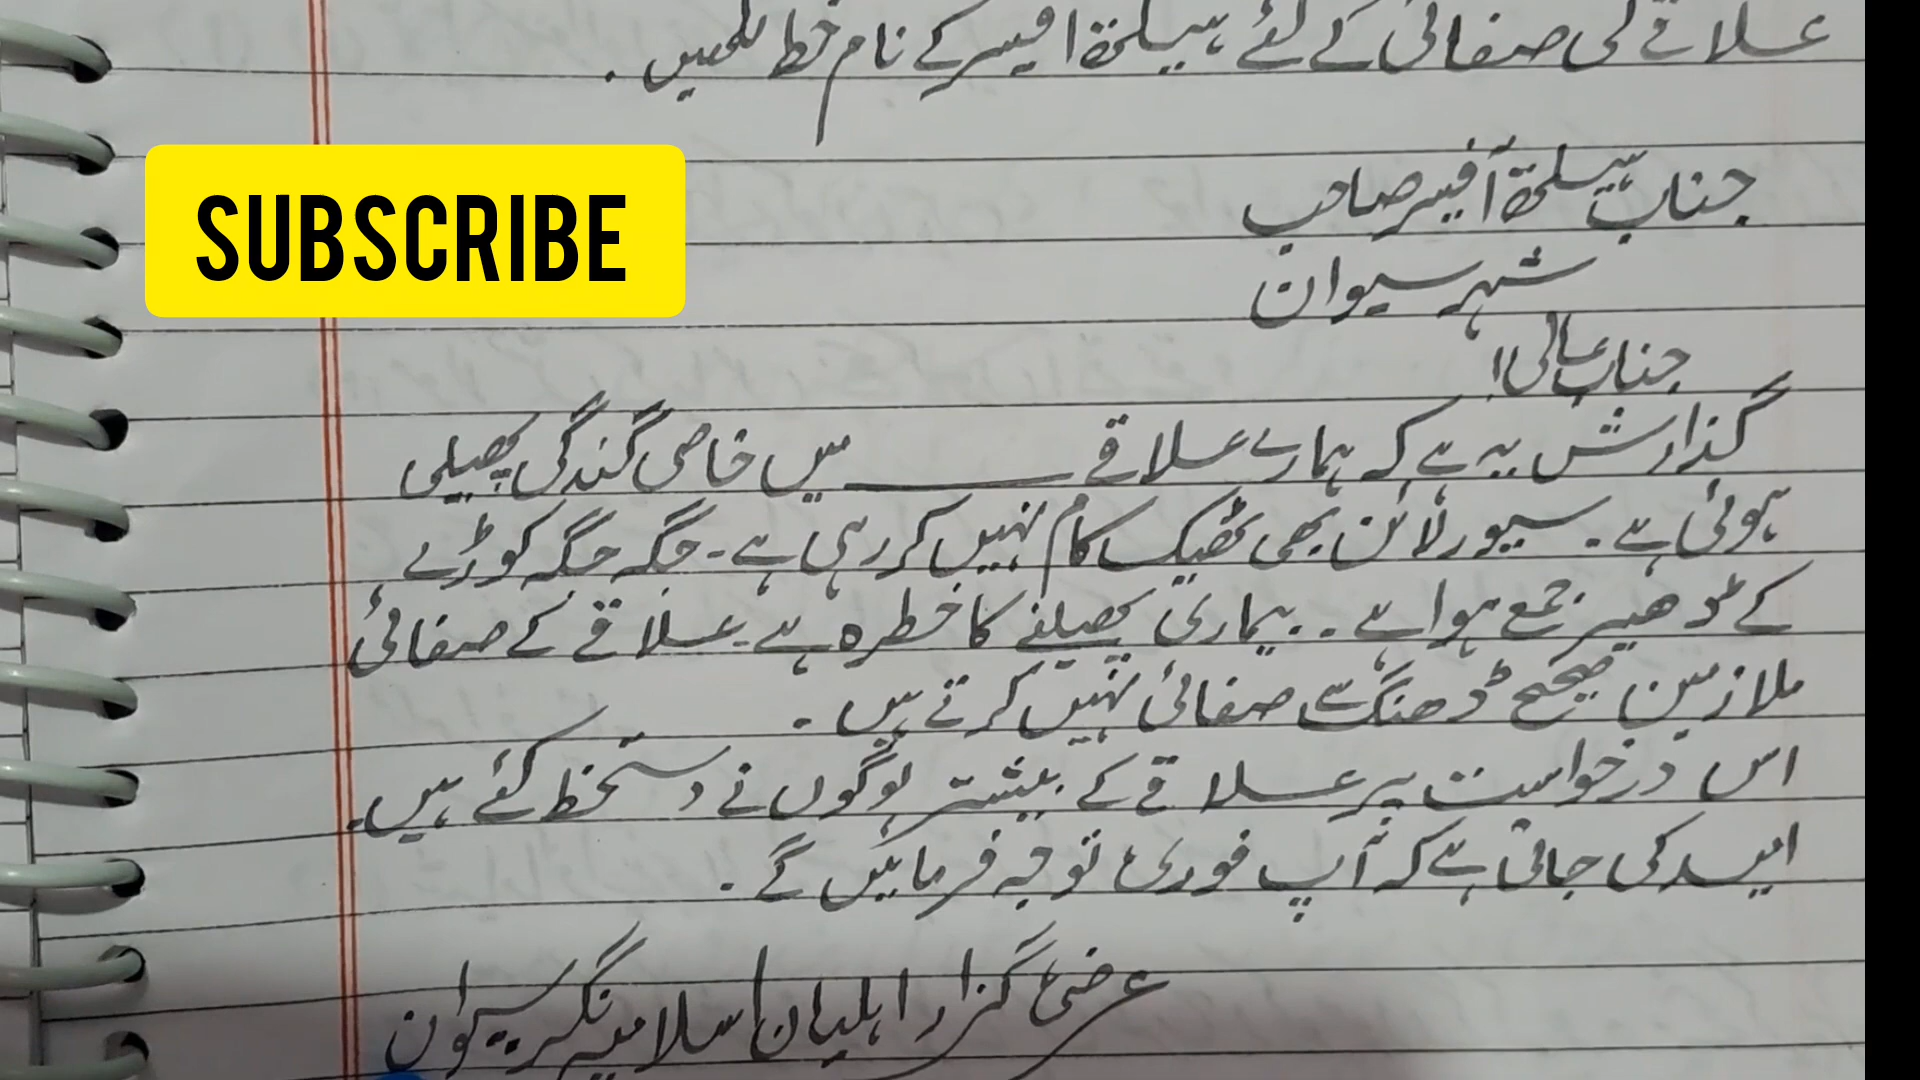 علاقے کی صفائی کے لئے ہیلتھ افیسر کے نام خط لکھیں۔
SUBSCRIBE
جناب ہیلتھ آفیسر صاحب
شہر سیوان
جناب عالی!
گذارش یہ ہے کہ ہمارے علاقے ______ میں خاصی گندگی پھیلی
ہوئی ہے۔ سیور لائن بھی ٹھیک کام نہیں کر رہی ہے۔ جگہ جگہ کوڑے
کے ڈھیر جمع ہوا ہے۔ بیماری پھیلنے کا خطرہ ہے۔ علاقے کے صفائی
ملازمین صحیح ڈھنگ سے صفائی نہیں کرتے ہیں۔
اس درخواست پر علاقے کے بیشتر لوگوں نے دستخط کئے ہیں۔
امید کی جاتی ہے کہ آپ فوری توجہ فرمائیں گے۔
عرضی گزار اہلیان اسلامیہ نگر سیوان